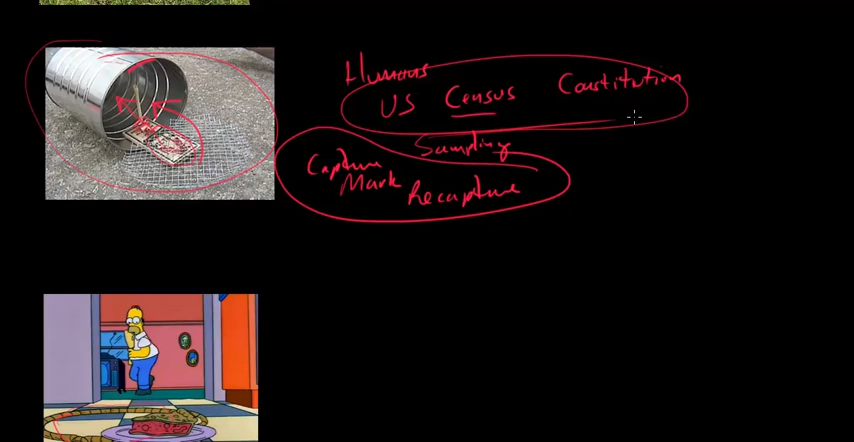 Humans
US Census Constitution
Sampling
Capture
Mark Recapture